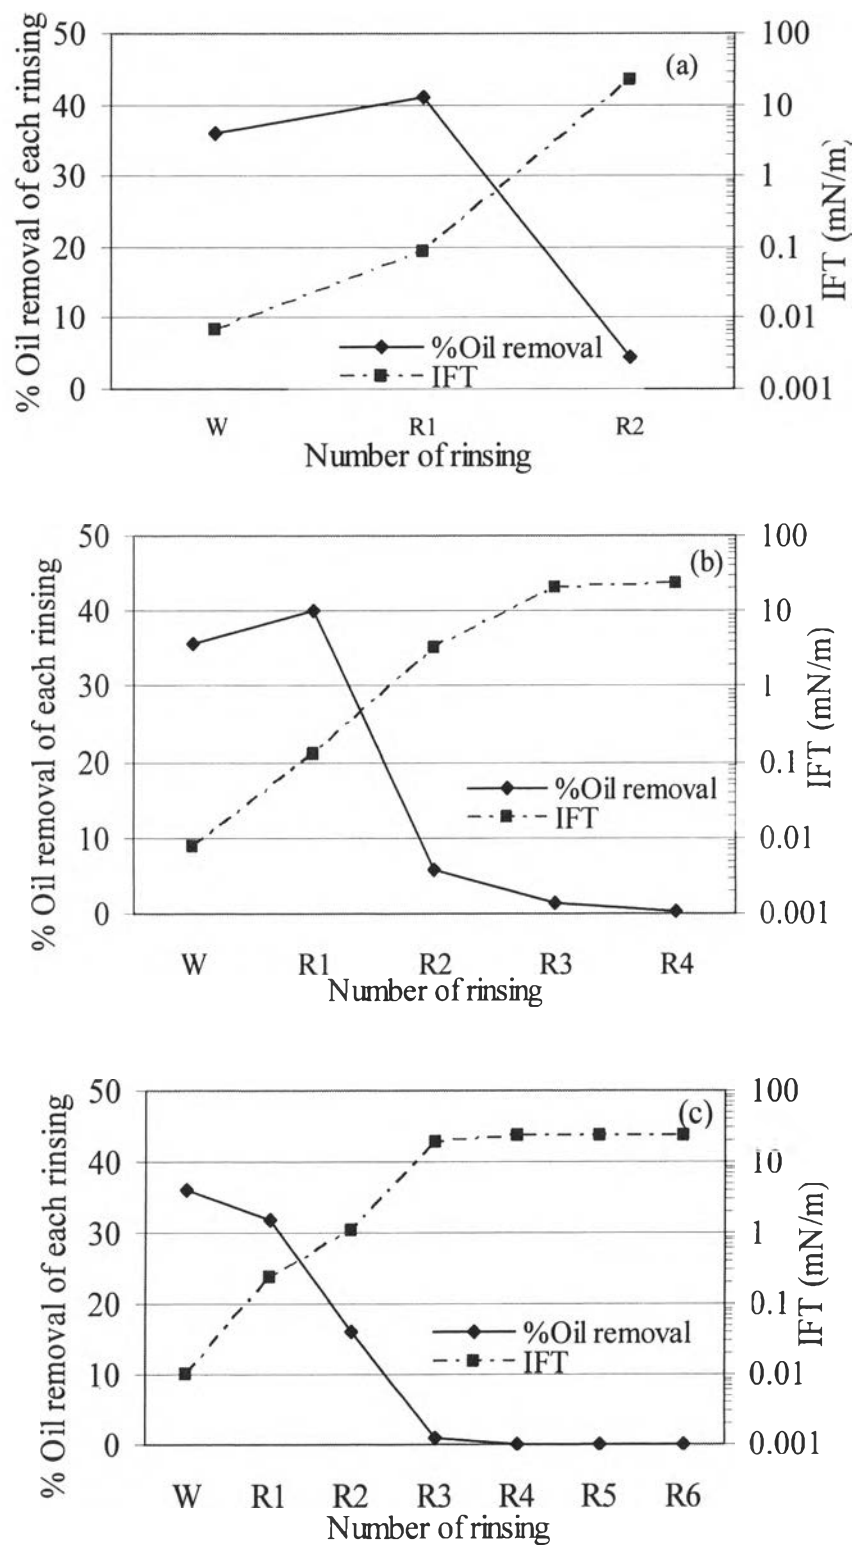 (a)
% Oil removal of each rinsing
50
40
30
20
10
0
100
10
1
0.1
0.01
0.001
IFT (mN/m)
%Oil removal
IFT
W R1 R2
Number of rinsing
(b)
% Oil removal of each rinsing
50
40
30
20
10
0
100
10
1
0.1
0.01
0.001
IFT (mN/m)
%Oil removal
IFT
W R1 R2 R3 R4
Number of rinsing
(c)
% Oil removal of each rinsing
50
40
30
20
10
0
100
10
1
0.1
0.01
0.001
IFT (mN/m)
%Oil removal
IFT
W R1 R2 R3 R4 R5 R6
Number of rinsing